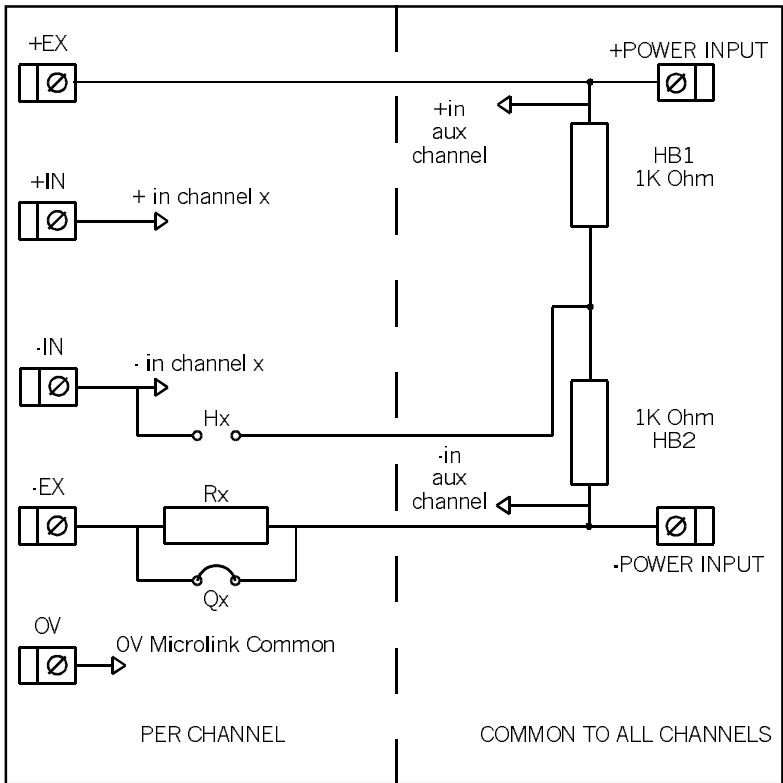 +EX
+POWER INPUT
+in
aux
channel
HB1
1K Ohm
+IN
+ in channel x
-IN
- in channel x
Hx
1K Ohm
HB2
-in
aux
channel
-EX
Rx
Qx
-POWER INPUT
0V
0V Microlink Common
PER CHANNEL
COMMON TO ALL CHANNELS